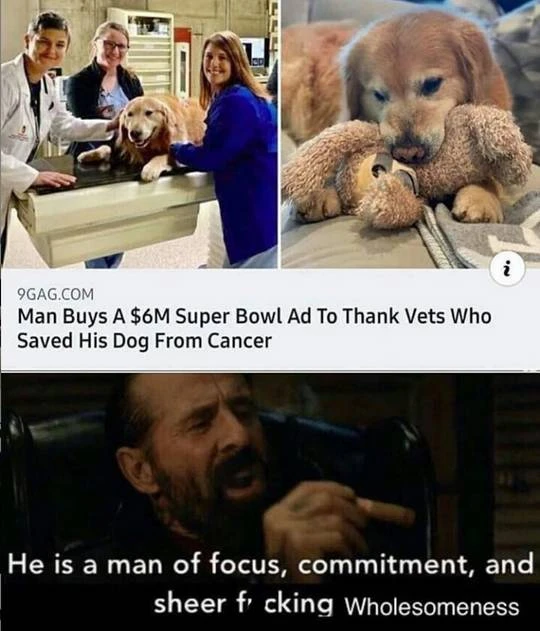 i
9GAG.COM
Man Buys A $6M Super Bowl Ad To Thank Vets Who
Saved His Dog From Cancer
He is a man of focus, commitment, and
sheer f cking Wholesomeness